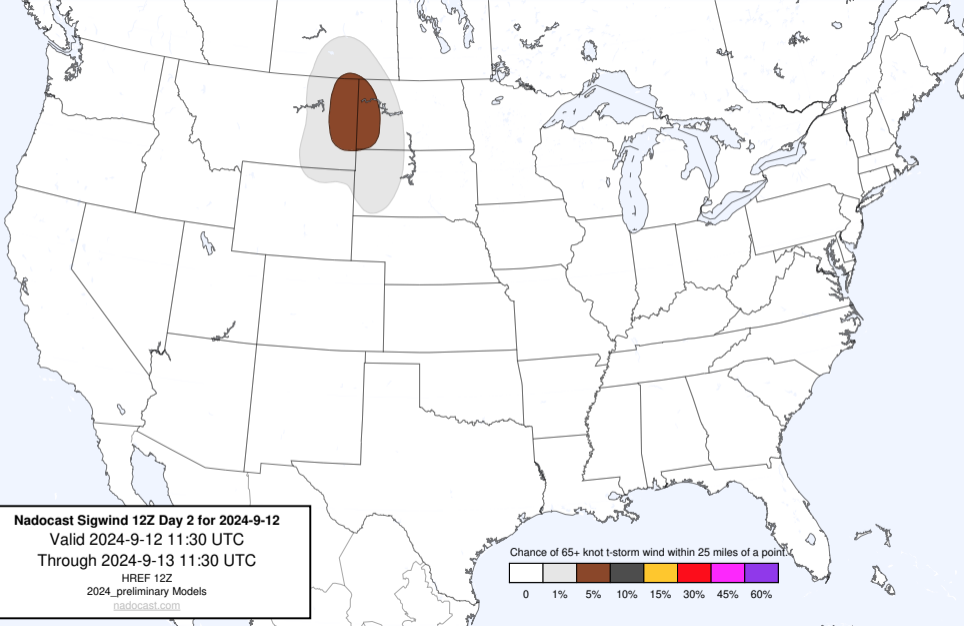 Nadocast Sigwind 12Z Day 2 for 2024-9-12
Valid 2024-9-12 11:30 UTC
Through 2024-9-13 11:30 UTC
HREF 12Z
2024_preliminary Models
nadocast.com
Chance of 65+ knot t-storm wind within 25 miles of a point.
0 1% 5% 10% 15% 30% 45% 60%